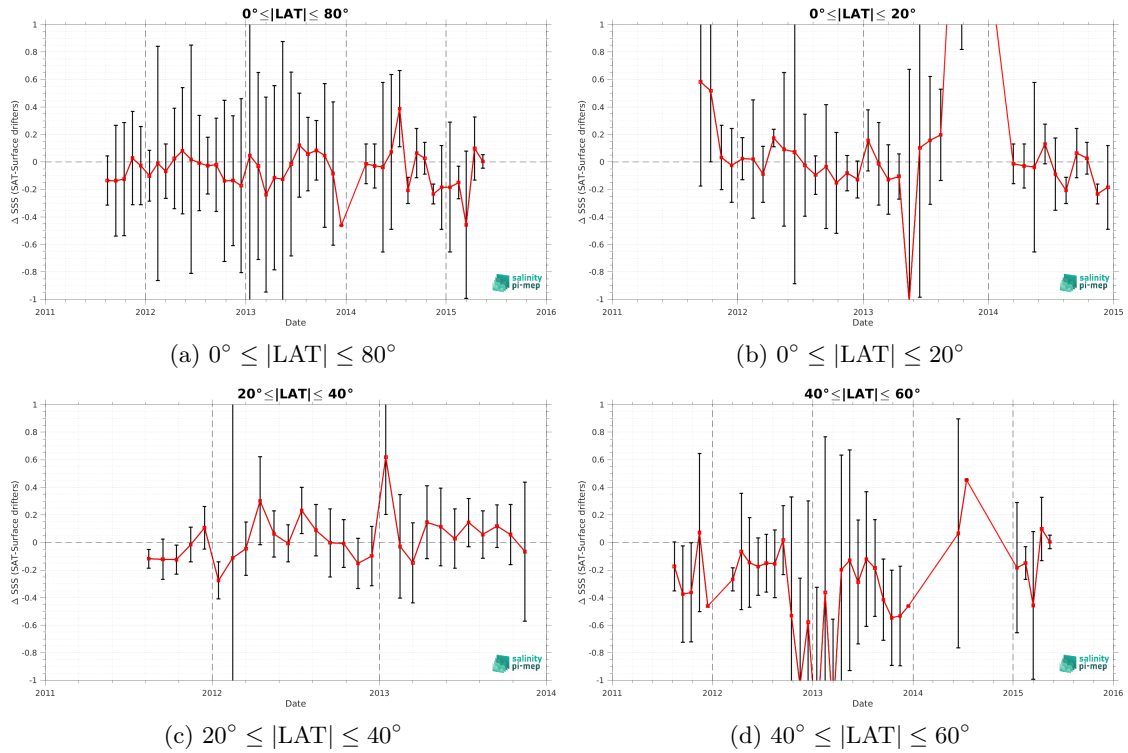 0°≤|LAT|≤ 80°
Δ SSS (SAT-Surface drifters)
1
0.8
0.6
0.4
0.2
0
-0.2
-0.4
-0.6
-0.8
-1
2011
2012
2013
2014
2015
2016
Date
salinity
pi-mep
(a) 0° ≤ |LAT| ≤ 80°
0°≤|LAT|≤ 20°
Δ SSS (SAT-Surface drifters)
1
0.8
0.6
0.4
0.2
0
-0.2
-0.4
-0.6
-0.8
-1
2011
2012
2013
2014
2015
Date
salinity
pi-mep
(b) 0° ≤ |LAT| ≤ 20°
20°≤|LAT|≤ 40°
Δ SSS (SAT-Surface drifters)
1
0.8
0.6
0.4
0.2
0
-0.2
-0.4
-0.6
-0.8
-1
2011
2012
2013
2014
Date
salinity
pi-mep
(c) 20° ≤ |LAT| ≤ 40°
40°≤|LAT|≤ 60°
Δ SSS (SAT-Surface drifters)
1
0.8
0.6
0.4
0.2
0
-0.2
-0.4
-0.6
-0.8
-1
2011
2012
2013
2014
2015
2016
Date
salinity
pi-mep
(d) 40° ≤ |LAT| ≤ 60°